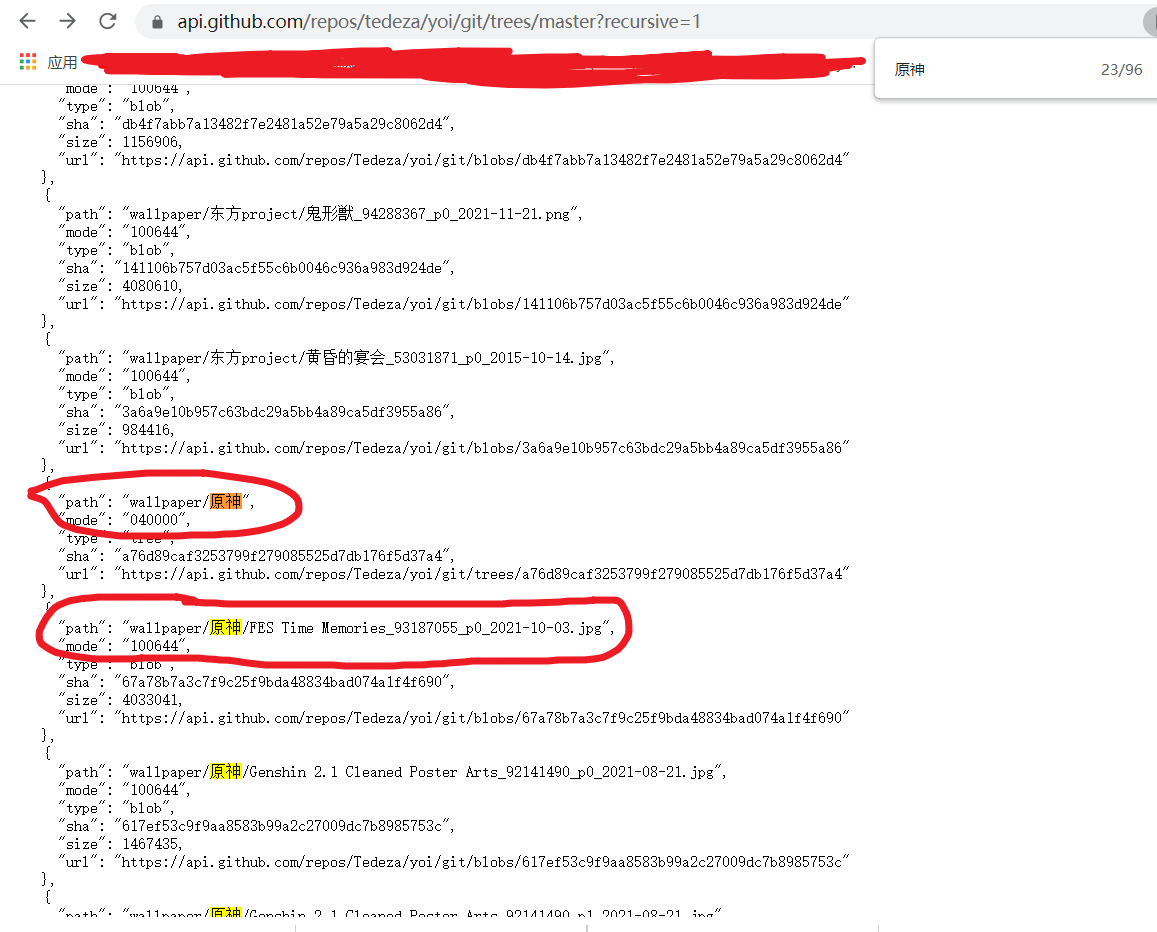 api.github.com/repos/tedeza/yoi/git/trees/master?recursive=1
应用
原神 23/96
"mode": "100644",
"type": "blob",
"sha": "db4f7abb7a13482f7e2481a52e79a5a29c8062d4",
"size": 1156906,
"url": "https://api.github.com/repos/Tedeza/yoi/git/blobs/db4f7abb7a13482f7e2481a52e79a5a29c8062d4"
},
{
"path": "wallpaper/东方project/鬼形獣_94288367_p0_2021-11-21.png",
"mode": "100644",
"type": "blob",
"sha": "141106b757d03ac5f55c6b0046c936a983d924de",
"size": 4080610,
"url": "https://api.github.com/repos/Tedeza/yoi/git/blobs/141106b757d03ac5f55c6b0046c936a983d924de"
},
{
"path": "wallpaper/东方project/黄昏的宴会_53031871_p0_2015-10-14.jpg",
"mode": "100644",
"type": "blob",
"sha": "3a6a9e10b957c63bdc29a5bb4a89ca5df3955a86",
"size": 984416,
"url": "https://api.github.com/repos/Tedeza/yoi/git/blobs/3a6a9e10b957c63bdc29a5bb4a89ca5df3955a86"
},
{
"path": "wallpaper/原神",
"mode": "040000",
"type": "tree",
"sha": "a76d89caf3253799f279085525d7db176f5d37a4",
"url": "https://api.github.com/repos/Tedeza/yoi/git/trees/a76d89caf3253799f279085525d7db176f5d37a4"
},
{
"path": "wallpaper/原神/FES Time Memories_93187055_p0_2021-10-03.jpg",
"mode": "100644",
"type": "blob",
"sha": "67a78b7a3c7f9c25f9bda48834bad074a1f4f690",
"size": 4033041,
"url": "https://api.github.com/repos/Tedeza/yoi/git/blobs/67a78b7a3c7f9c25f9bda48834bad074a1f4f690"
},
{
"path": "wallpaper/原神/Genshin 2.1 Cleaned Poster Arts_92141490_p0_2021-08-21.jpg",
"mode": "100644",
"type": "blob",
"sha": "617ef53c9f9aa8583b99a2c27009dc7b8985753c",
"size": 1467435,
"url": "https://api.github.com/repos/Tedeza/yoi/git/blobs/617ef53c9f9aa8583b99a2c27009dc7b8985753c"
},
{
"path": "wallpaper/原神/Genshin 2.1 Cleaned Poster Arts_92141490_p1_2021-08-21.jpg"